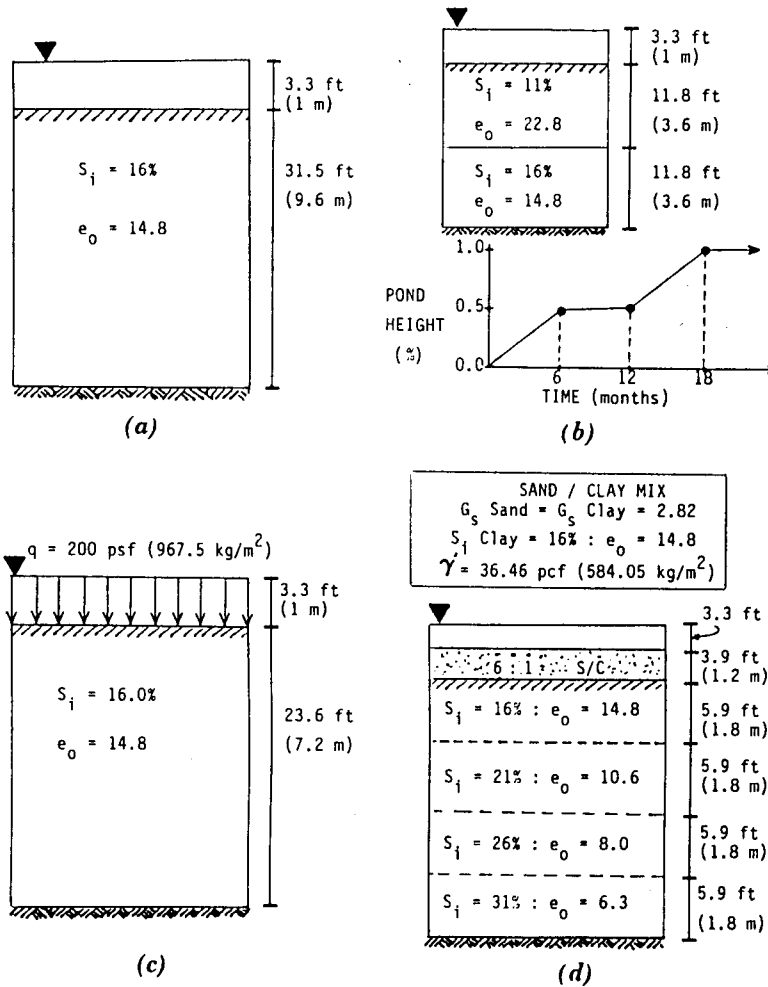 3.3 ft
(1 m)
S_i = 16%
e_o = 14.8
31.5 ft
(9.6 m)
(a)
3.3 ft
(1 m)
S_i = 11%
e_o = 22.8
11.8 ft
(3.6 m)
S_i = 16%
e_o = 14.8
11.8 ft
(3.6 m)
POND
HEIGHT
(%)
1.0
0.5
0.0
6
12
18
TIME (months)
(b)
q = 200 psf (967.5 kg/m²)
3.3 ft
(1 m)
S_i = 16.0%
e_o = 14.8
23.6 ft
(7.2 m)
(c)
SAND / CLAY MIX
G_s Sand = G_s Clay = 2.82
S_i Clay = 16% : e_o = 14.8
γ' = 36.46 pcf (584.05 kg/m²)
3.3 ft
6 : 1 S/C
3.9 ft
(1.2 m)
S_i = 16% : e_o = 14.8
5.9 ft
(1.8 m)
S_i = 21% : e_o = 10.6
5.9 ft
(1.8 m)
S_i = 26% : e_o = 8.0
5.9 ft
(1.8 m)
S_i = 31% : e_o = 6.3
5.9 ft
(1.8 m)
(d)